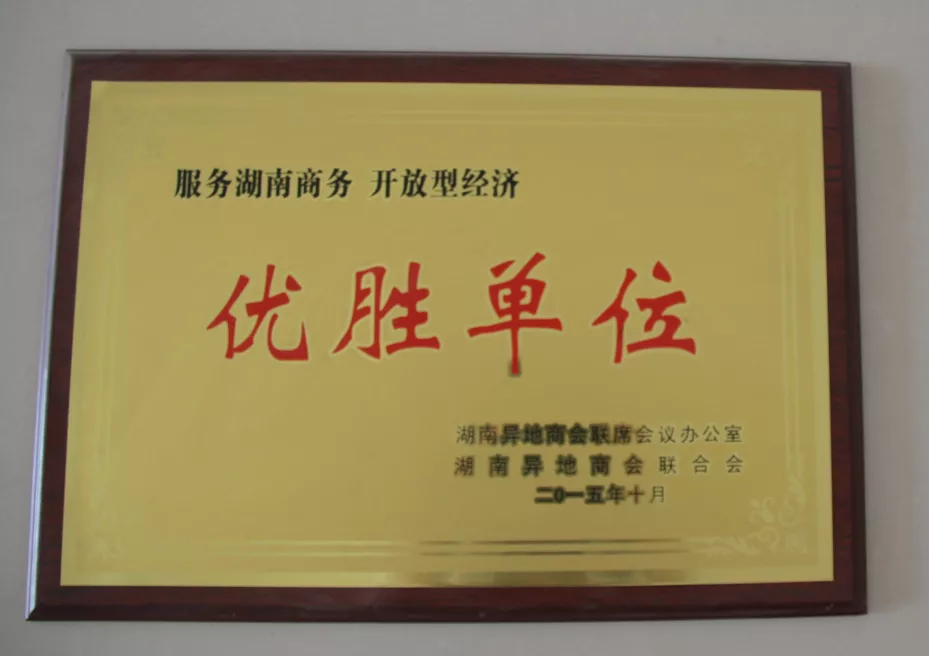 服务湖南商务 开放型经济
优胜单位
湖南异地商会联席会议办公室
湖南异地商会联合会
二0一五年十月